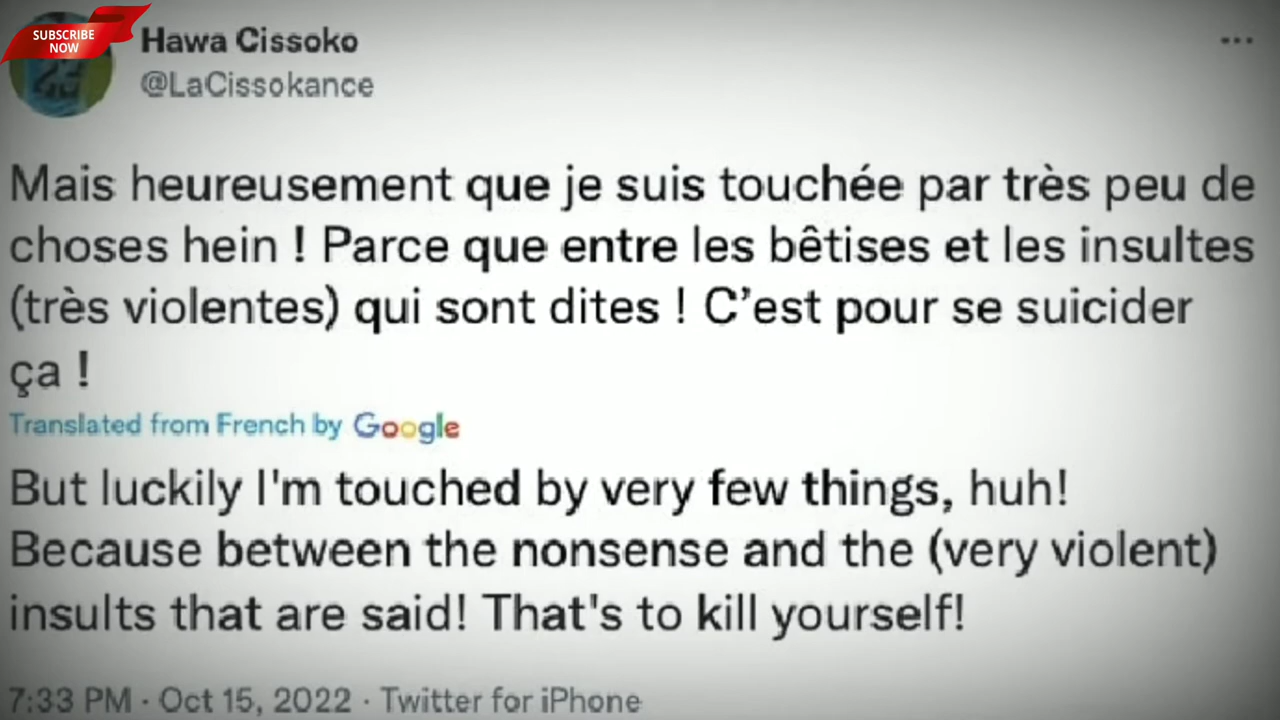 SUBSCRIBE
NOW
Hawa Cissoko
@LaCissokance
Mais heureusement que je suis touchée par très peu de
choses hein ! Parce que entre les bêtises et les insultes
(très violentes) qui sont dites ! C’est pour se suicider
ça !
Translated from French by Google
But luckily I'm touched by very few things, huh!
Because between the nonsense and the (very violent)
insults that are said! That's to kill yourself!
7:33 PM · Oct 15, 2022 · Twitter for iPhone